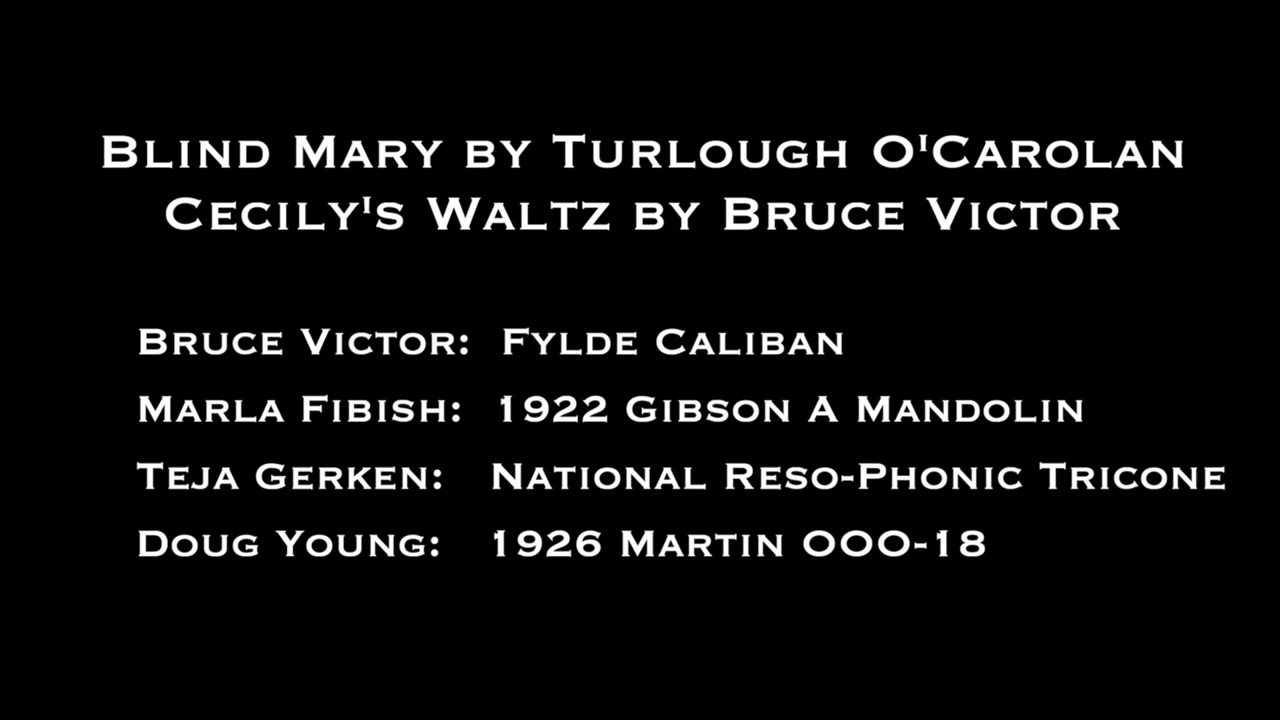 Blind Mary by Turlough O'Carolan
Cecily's Waltz by Bruce Victor
Bruce Victor: Fylde Caliban
Marla Fibish: 1922 Gibson A Mandolin
Teja Gerken: National Reso-Phonic Tricone
Doug Young: 1926 Martin OOO-18